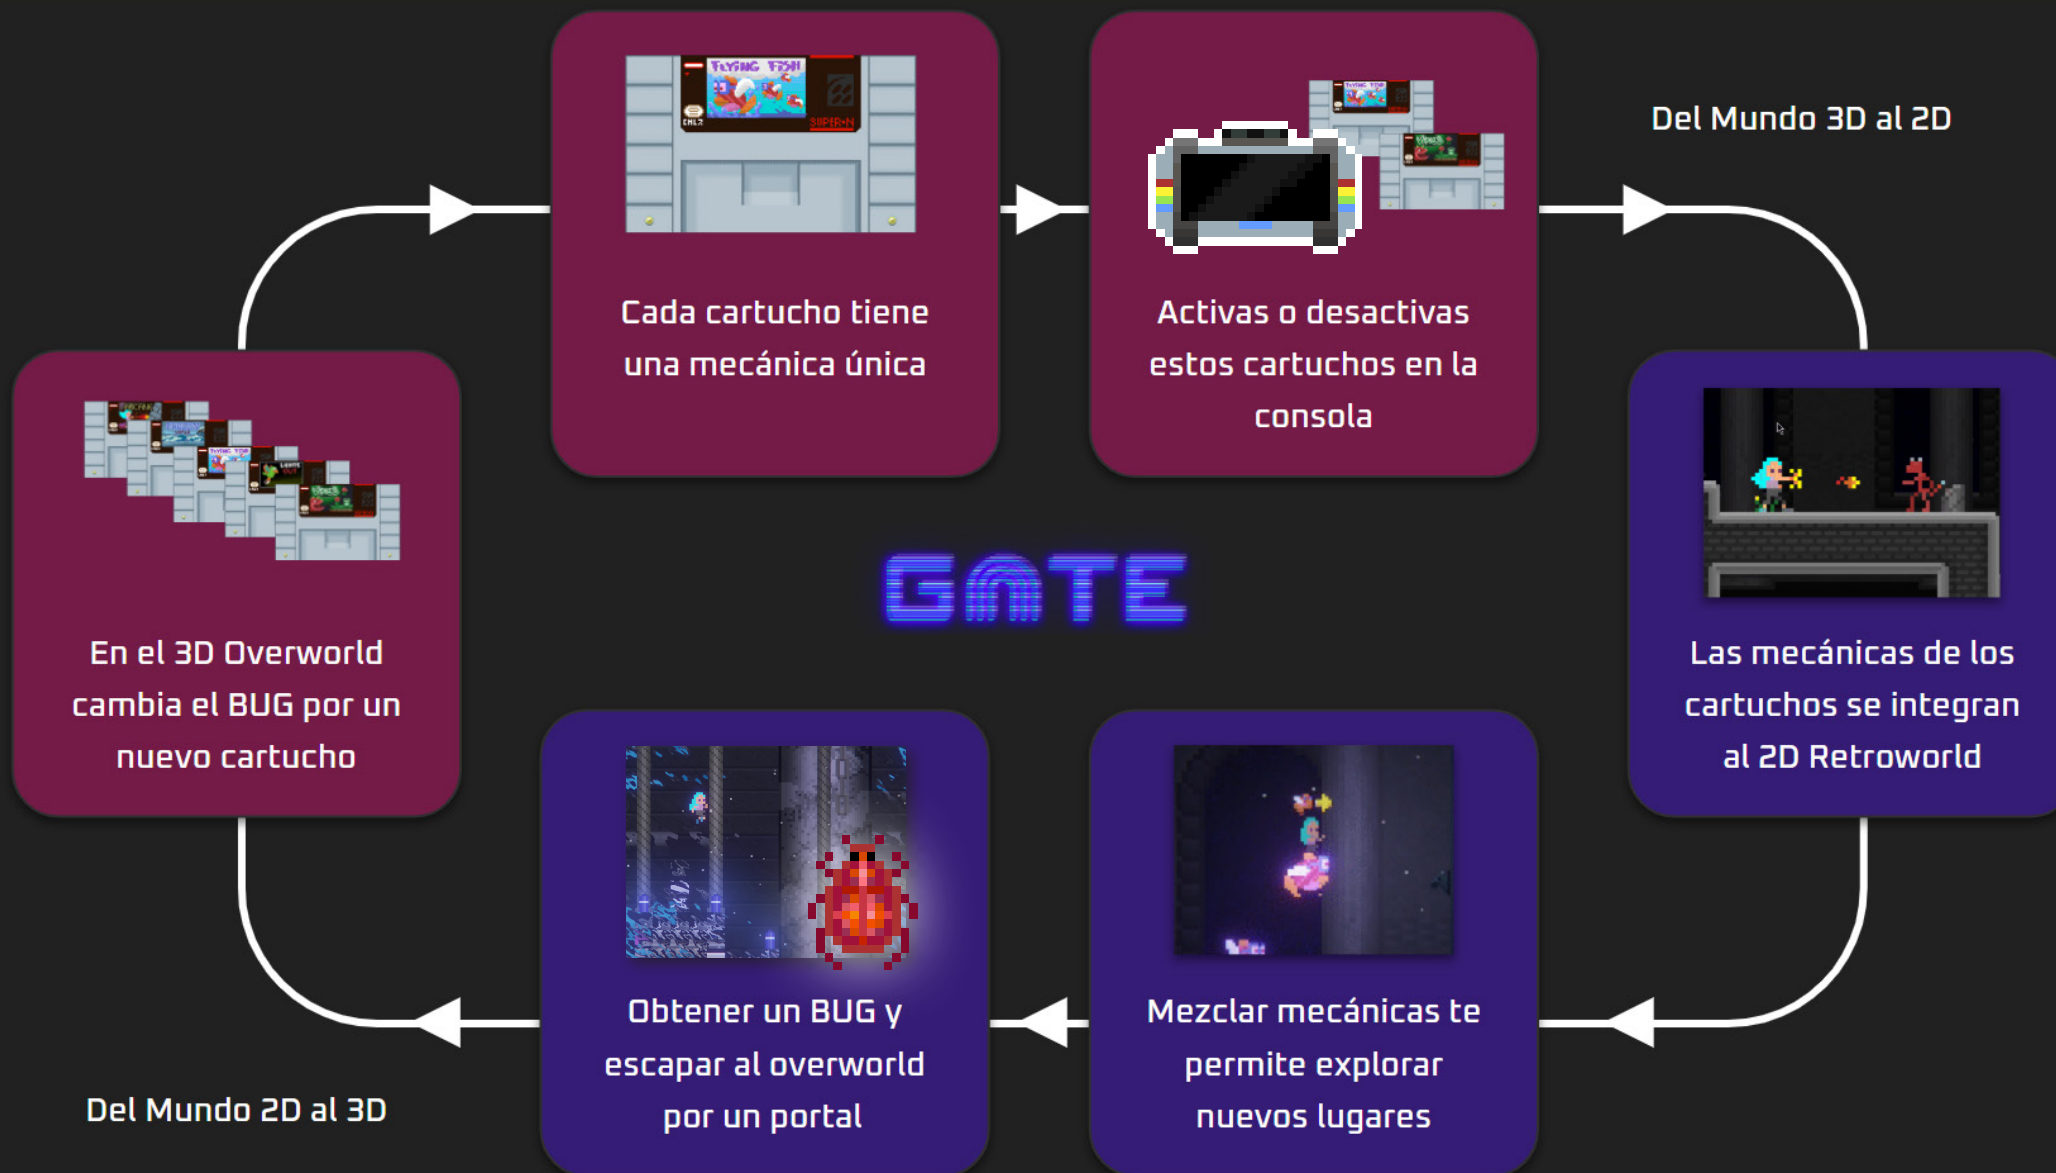 FLYING FISH
SUPER-N
Del Mundo 3D al 2D
Cada cartucho tiene
una mecánica única
Activas o desactivas
estos cartuchos en la
consola
En el 3D Overworld
cambia el BUG por un
nuevo cartucho
GATE
Las mecánicas de los
cartuchos se integran
al 2D Retroworld
Obtener un BUG y
escapar al overworld
por un portal
Mezclar mecánicas te
permite explorar
nuevos lugares
Del Mundo 2D al 3D